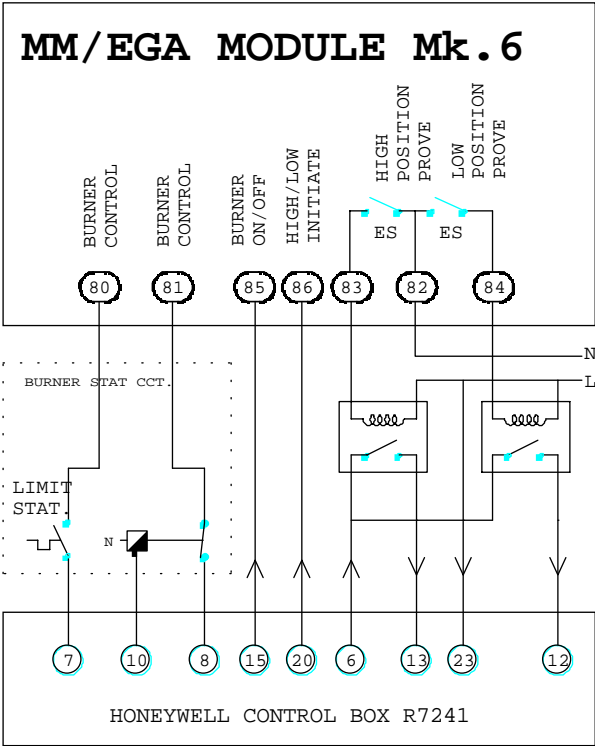 MM/EGA MODULE Mk.6
BURNER
CONTROL
BURNER
CONTROL
BURNER
ON/OFF
HIGH/LOW
INITIATE
HIGH
POSITION
PROVE
LOW
POSITION
PROVE
ES
ES
80
81
85
86
83
82
84
N
L
BURNER STAT CCT.
LIMIT
STAT.
N
7
10
8
15
20
6
13
23
12
HONEYWELL CONTROL BOX R7241